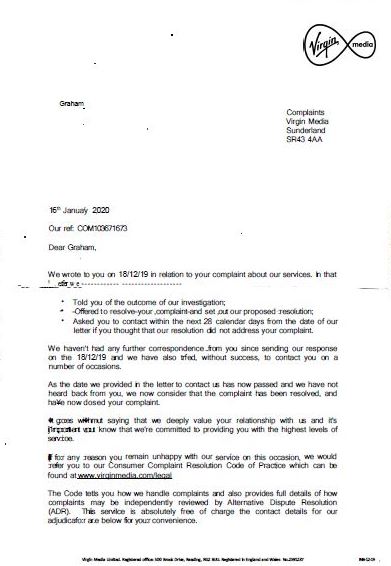 Virgin media
Graham
Complaints
Virgin Media
Sunderland
SR43 4AA
16th January 2020
Our ref: COM103671673
Dear Graham,
We wrote to you on 18/12/19 in relation to your complaint about our services. In that
letter we
• Told you of the outcome of our investigation;
• Offered to resolve your complaint and set out our proposed resolution;
• Asked you to contact within the next 28 calendar days from the date of our
letter if you thought that our resolution did not address your complaint.
We haven't had any further correspondence from you since sending our response
on the 18/12/19 and we have also tried, without success, to contact you on a
number of occasions.
As the date we provided in the letter to contact us has now passed and we have not
heard back from you, we now consider that the complaint has been resolved, and
have now closed your complaint.
It goes without saying that we deeply value your relationship with us and it's
important you know that we're committed to providing you with the highest levels of
service.
If for any reason you remain unhappy with our service on this occasion, we would
refer you to our Consumer Complaint Resolution Code of Practice which can be
found at www.virginmedia.com/legal
The Code tells you how we handle complaints and also provides full details of how
complaints may be independently reviewed by Alternative Dispute Resolution
(ADR). This service is absolutely free of charge the contact details for our
adjudicator are below for your convenience.
Virgin Media Limited. Registered office: 500 Brook Drive, Reading, RG2 6UU. Registered in England and Wales No.2591237